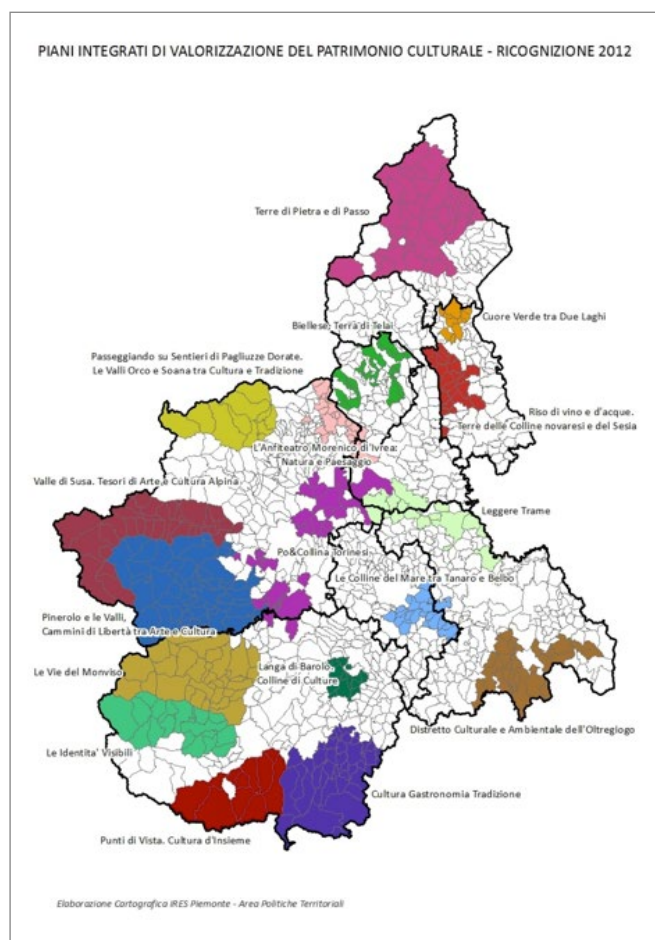 PIANI INTEGRATI DI VALORIZZAZIONE DEL PATRIMONIO CULTURALE - RICOGNIZIONE 2012
Terre di Pietra e di Passo
Cuore Verde tra Due Laghi
Biellese: Terra di Telai
Passeggiando su Sentieri di Pagliuzze Dorate.
Le Valli Orco e Soana tra Cultura e Tradizione
Riso di vino e d'acque.
Terre delle Colline novaresi e del Sesia
L'Anfiteatro Morenico di Ivrea:
Natura e Paesaggio
Valle di Susa. Tesori di Arte e Cultura Alpina
Leggere Trame
Po&Collina Torinesi
Le Colline del Mare tra Tanaro e Belbo
Pinerolo e le Valli,
Cammini di Libertà tra Arte e Cultura
Le Vie del Monviso
Langa di Barolo.
Colline di Culture
Distretto Culturale e Ambientale dell'Oltregiogo
Le Identita' Visibili
Cultura Gastronomia Tradizione
Punti di Vista. Cultura d'Insieme
Elaborazione Cartografica IRES Piemonte - Area Politiche Territoriali